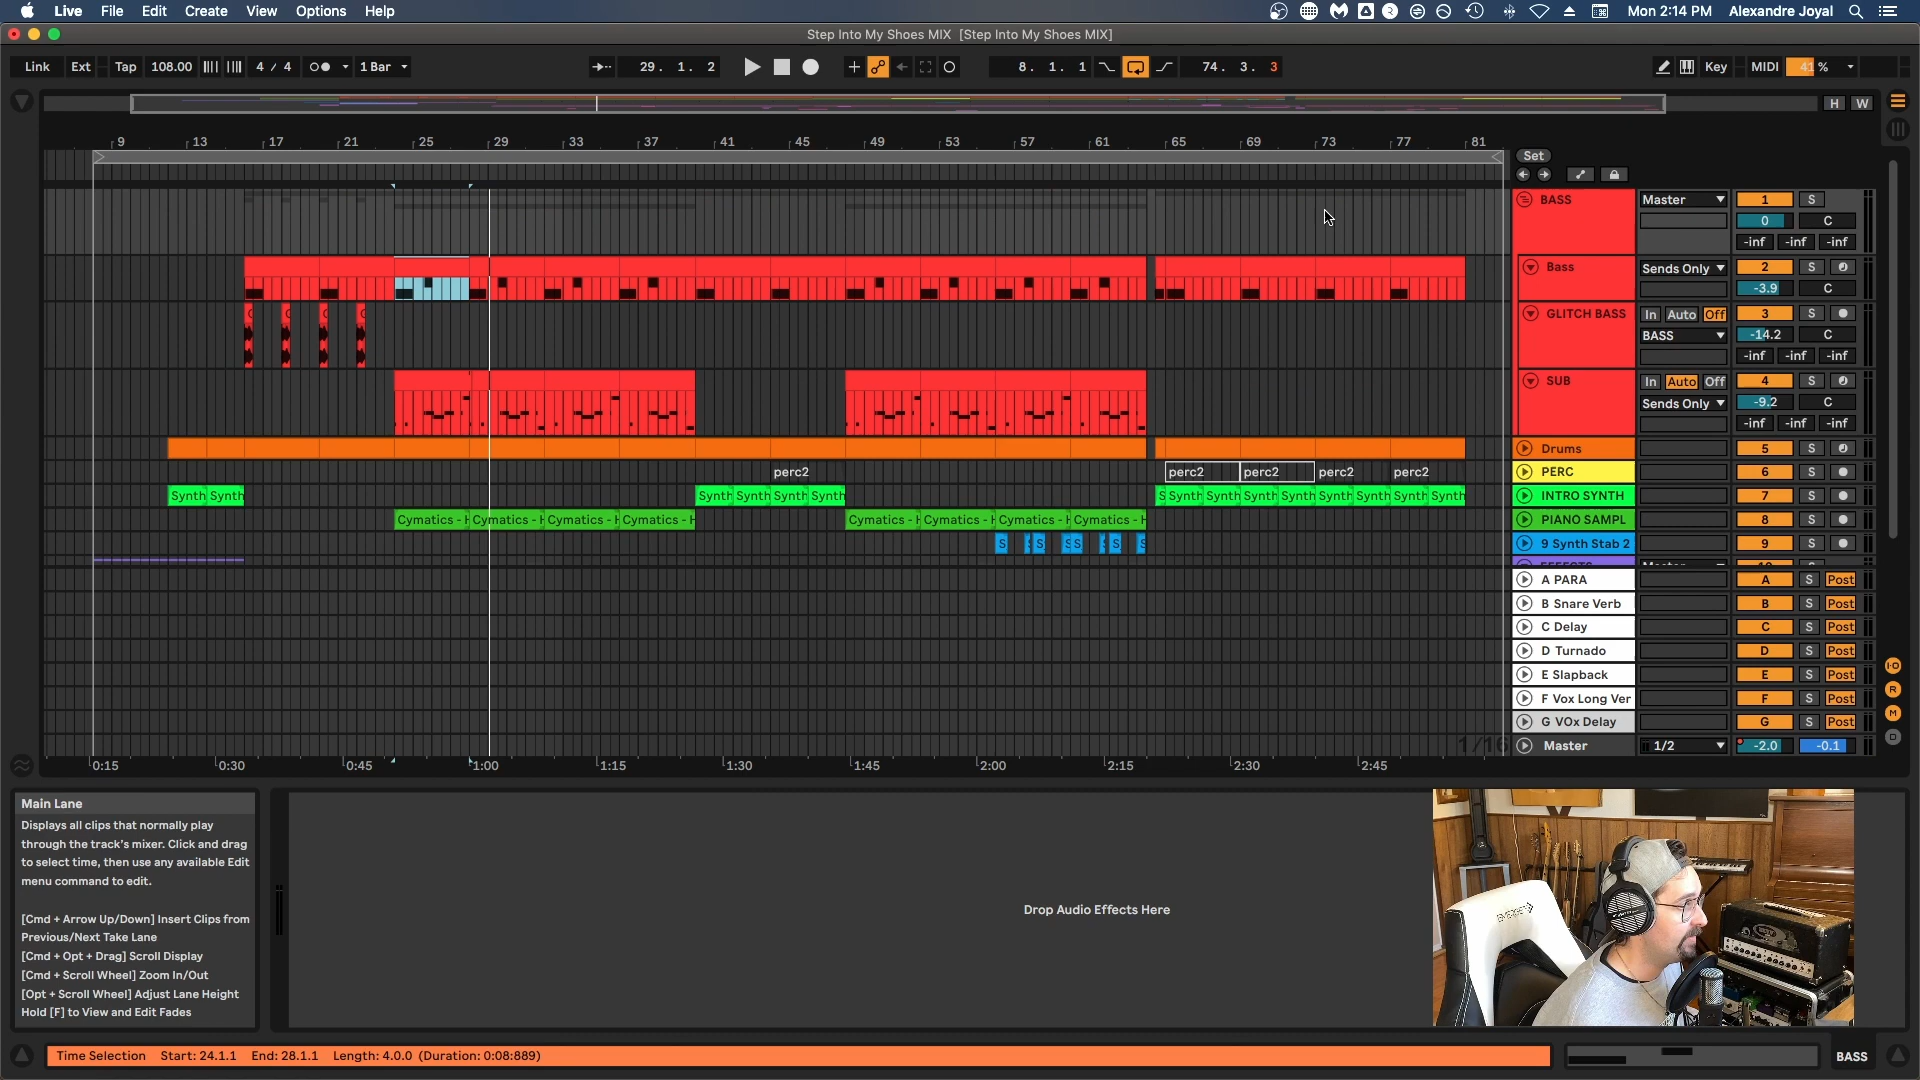 Live File Edit Create View Options Help
Mon 2:14 PM Alexandre Joyal
Step Into My Shoes MIX [Step Into My Shoes MIX]
Link Ext Tap 108.00 4 / 4 1 Bar 29. 1. 2 8. 1. 1 74. 3. 3 Key MIDI 41 %
H W
9 13 17 21 25 29 33 37 41 45 49 53 57 61 65 69 73 77 81
Set
BASS Master 1 S
0 C
-inf -inf -inf
Bass Sends Only 2 S
-3.9 C
GLITCH BASS In Auto Off 3 S
BASS -14.2 C
-inf -inf -inf
SUB In Auto Off 4 S
Sends Only -9.2 C
-inf -inf -inf
Drums 5 S
perc2 perc2 perc2 perc2 perc2 PERC 6 S
Synth Synth Synth Synth Synth Synth S Synth Synth Synth Synth Synth Synth Synth Synth INTRO SYNTH 7 S
Cymatics - H Cymatics - H Cymatics - H Cymatics - H Cymatics - H Cymatics - H Cymatics - H Cymatics - H PIANO SAMPL 8 S
S S S S S S 9 Synth Stab 2 9 S
A PARA A S Post
B Snare Verb B S Post
C Delay C S Post
D Turnado D S Post
E Slapback E S Post
F Vox Long Ver F S Post
G VOx Delay G S Post
1/16 Master 1/2 -2.0 -0.1
0:15 0:30 0:45 1:00 1:15 1:30 1:45 2:00 2:15 2:30 2:45
Main Lane
Displays all clips that normally play
through the track's mixer. Click and drag
to select time, then use any available Edit
menu command to edit.
[Cmd + Arrow Up/Down] Insert Clips from
Previous/Next Take Lane
[Cmd + Opt + Drag] Scroll Display
[Cmd + Scroll Wheel] Zoom In/Out
[Opt + Scroll Wheel] Adjust Lane Height
Hold [F] to View and Edit Fades
Drop Audio Effects Here
Time Selection Start: 24.1.1 End: 28.1.1 Length: 4.0.0 (Duration: 0:08:889)
BASS